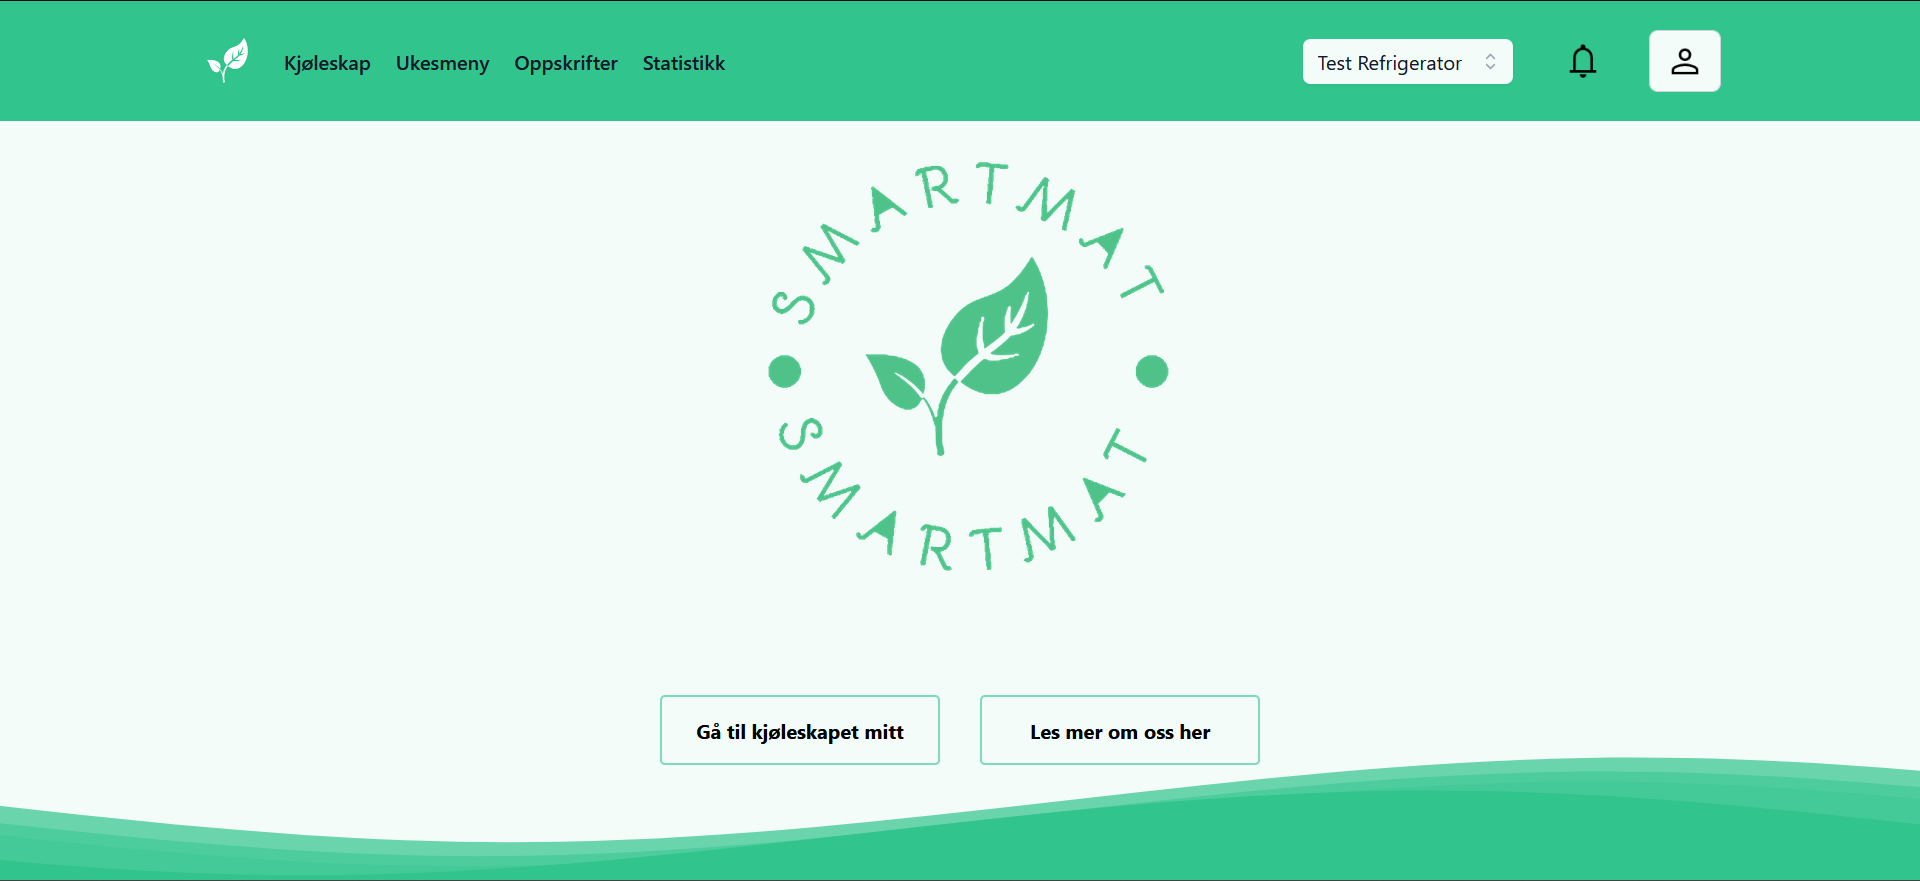 Kjøleskap Ukesmeny Oppskrifter Statistikk Test Refrigerator
SMARTMAT
SMARTMAT
Gå til kjøleskapet mitt Les mer om oss her